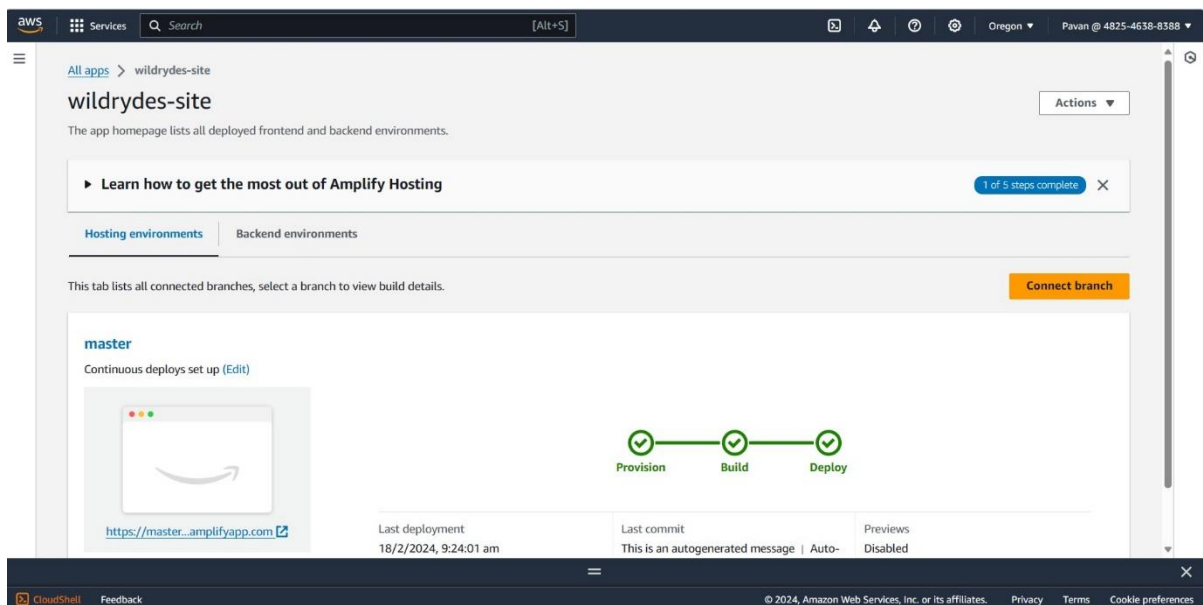 aws Services Search [Alt+S] Oregon ▼ Pavan @ 4825-4638-8388 ▼
All apps > wildrydes-site
wildrydes-site
Actions ▼
The app homepage lists all deployed frontend and backend environments.
▶ Learn how to get the most out of Amplify Hosting 1 of 5 steps complete
Hosting environments Backend environments
This tab lists all connected branches, select a branch to view build details. Connect branch
master
Continuous deploys set up (Edit)
Provision Build Deploy
https://master...amplifyapp.com
Last deployment Last commit Previews
18/2/2024, 9:24:01 am This is an autogenerated message | Auto- Disabled
CloudShell Feedback © 2024, Amazon Web Services, Inc. or its affiliates. Privacy Terms Cookie preferences